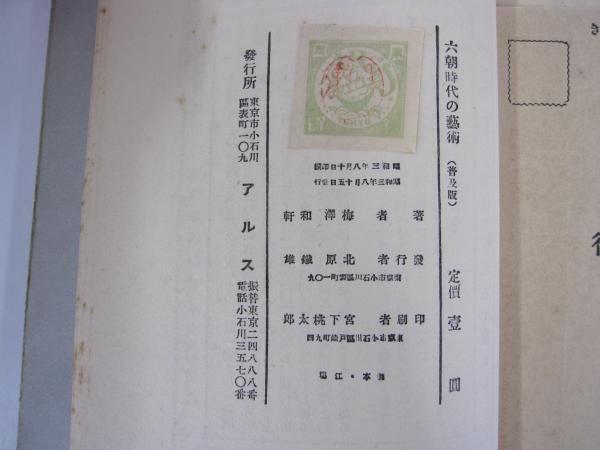 六朝時代の藝術（普及版）
定價壹圓
昭和三年八月十日印刷
昭和三年八月十五日發行
著者 梅澤和軒
發行者 北原鐵雄
東京市小石川區表町一〇九
印刷者 宮下桃太郎
東京市小石川區戸崎町九四
製本・江場
發行所
東京市小石川
區表町一〇九
アルス
振替東京二四八八八番
電話小石川三五七〇番
TOKYO